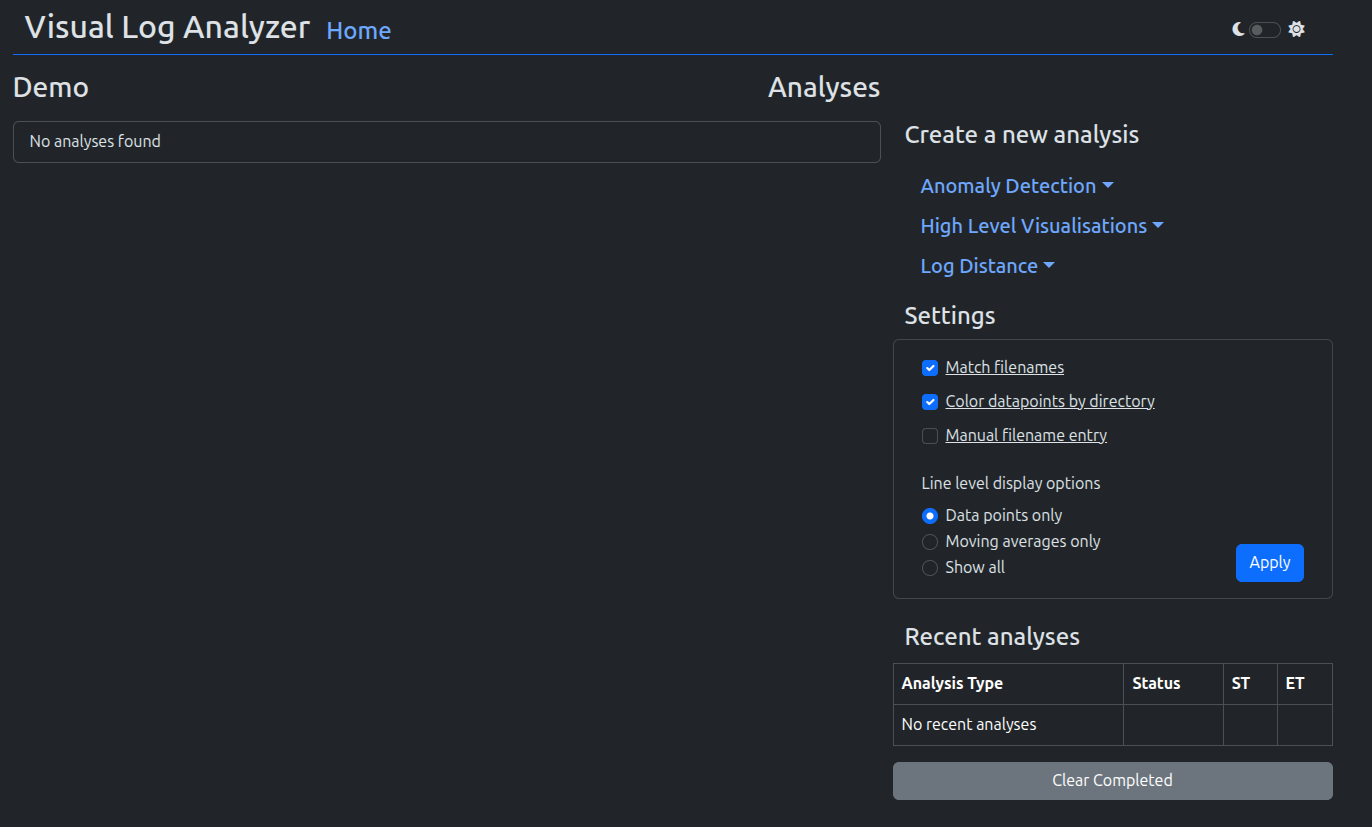 Visual Log Analyzer Home
Demo
Analyses
No analyses found
Create a new analysis
Anomaly Detection
High Level Visualisations
Log Distance
Settings
Match filenames
Color datapoints by directory
Manual filename entry
Line level display options
Data points only
Moving averages only
Show all
Apply
Recent analyses
Analysis Type Status ST ET
No recent analyses
Clear Completed